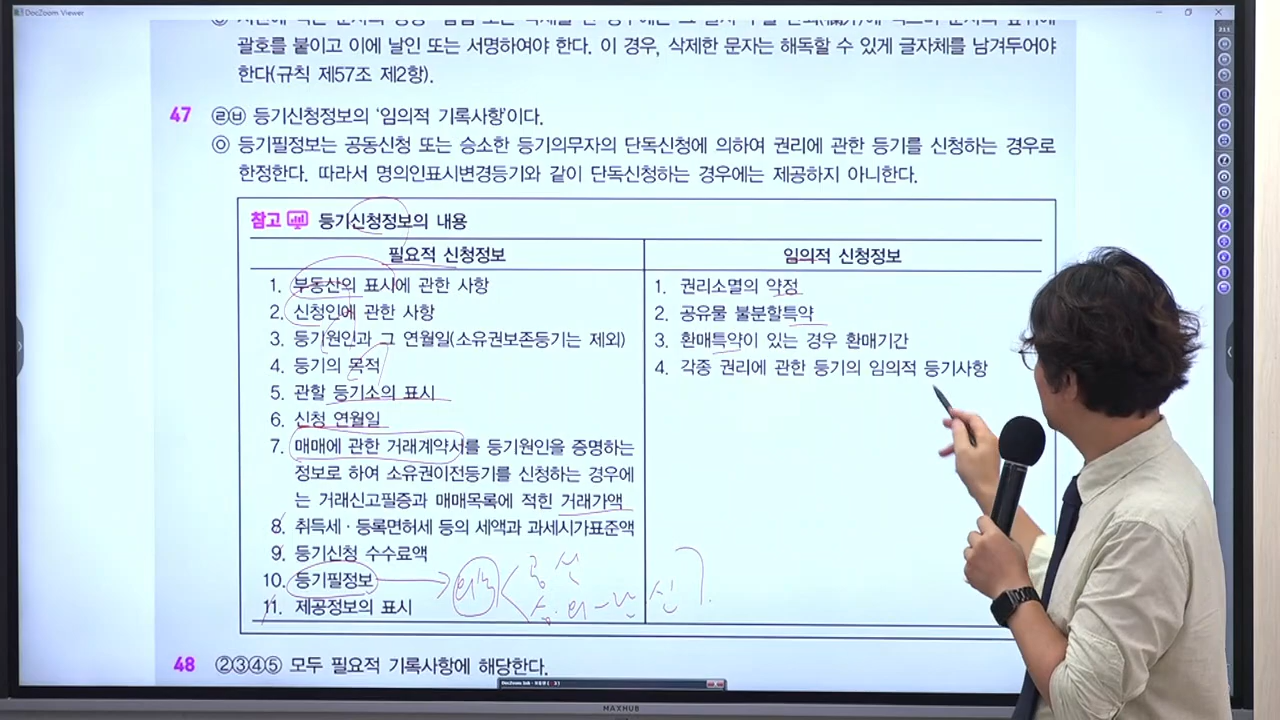 DocZoom Viewer
괄호를 붙이고 이에 날인 또는 서명하여야 한다. 이 경우, 삭제한 문자는 해독할 수 있게 글자체를 남겨두어야
한다(규칙 제57조 제2항).
47 ㉣㉥ 등기신청정보의 ‘임의적 기록사항’이다.
◎ 등기필정보는 공동신청 또는 승소한 등기의무자의 단독신청에 의하여 권리에 관한 등기를 신청하는 경우로
한정한다. 따라서 명의인표시변경등기와 같이 단독신청하는 경우에는 제공하지 아니한다.
참고 등기신청정보의 내용
필요적 신청정보
1. 부동산의 표시에 관한 사항
2. 신청인에 관한 사항
3. 등기원인과 그 연월일(소유권보존등기는 제외)
4. 등기의 목적
5. 관할 등기소의 표시
6. 신청 연월일
7. 매매에 관한 거래계약서를 등기원인을 증명하는
정보로 하여 소유권이전등기를 신청하는 경우에
는 거래신고필증과 매매목록에 적힌 거래가액
8. 취득세·등록면허세 등의 세액과 과세시가표준액
9. 등기신청 수수료액
10. 등기필정보
11. 제공정보의 표시
임의적 신청정보
1. 권리소멸의 약정
2. 공유물 불분할특약
3. 환매특약이 있는 경우 환매기간
4. 각종 권리에 관한 등기의 임의적 등기사항
48 ②③④⑤ 모두 필요적 기록사항에 해당한다.
MAXHUB